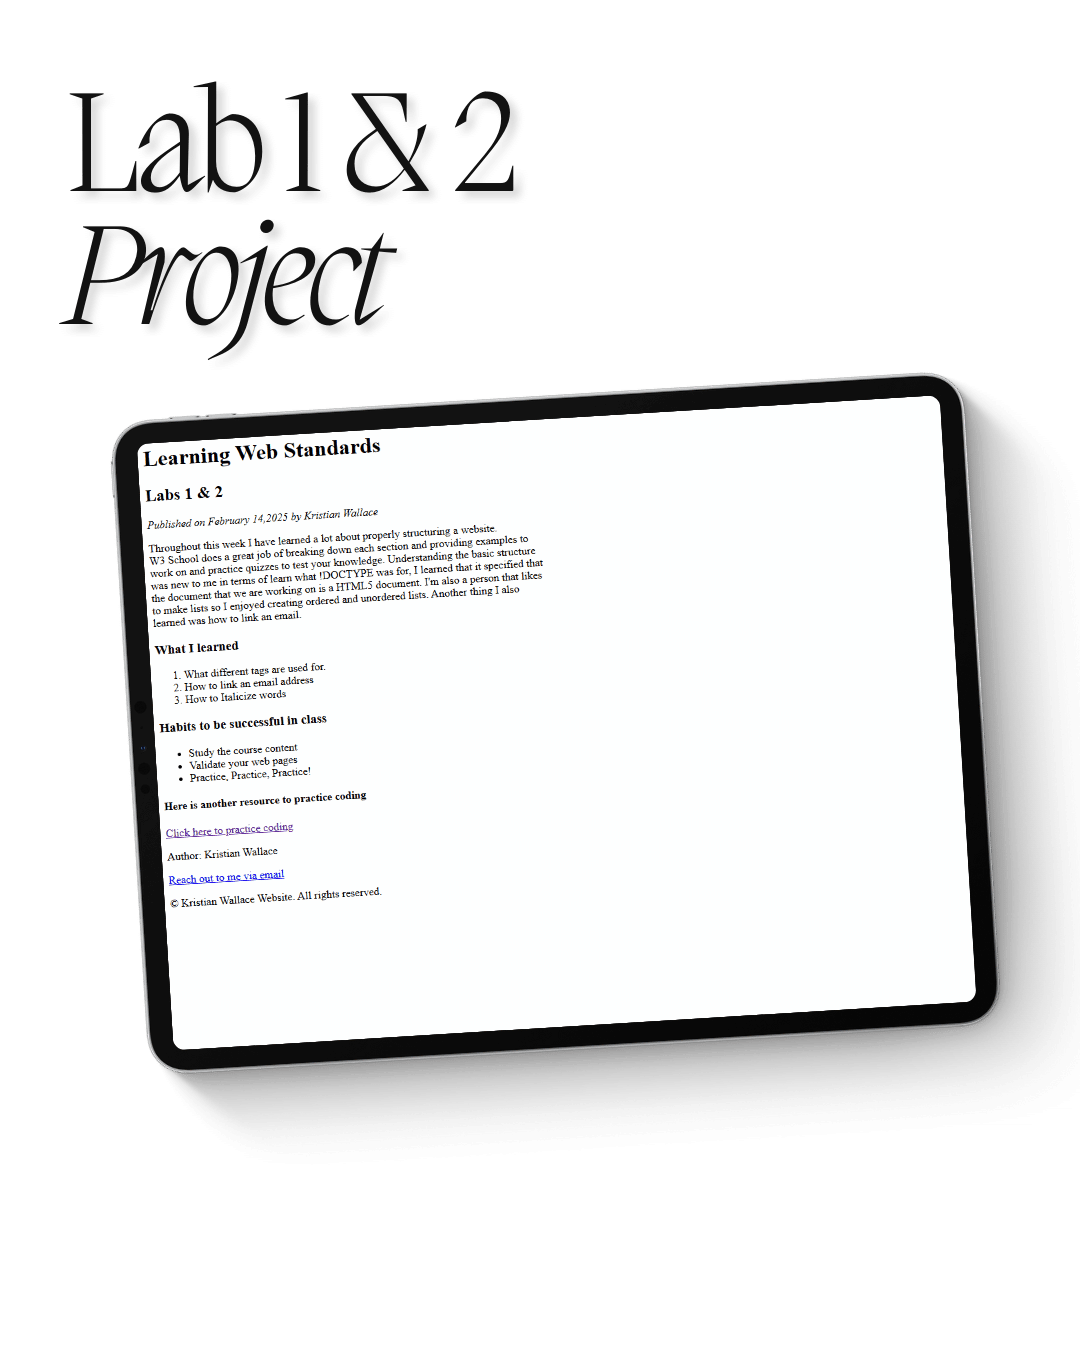 Lab 1 & 2
Project
Learning Web Standards
Labs 1 & 2
Published on February 14,2025 by Kristian Wallace
Throughout this week I have learned a lot about properly structuring a website.
W3 School does a great job of breaking down each section and providing examples to
work on and practice quizzes to test your knowledge. Understanding the basic structure
was new to me in terms of learn what !DOCTYPE was for, I learned that it specified that
the document that we are working on is a HTML5 document. I'm also a person that likes
to make lists so I enjoyed creating ordered and unordered lists. Another thing I also
learned was how to link an email.
What I learned
1. What different tags are used for.
2. How to link an email address
3. How to Italicize words
Habits to be successful in class
• Study the course content
• Validate your web pages
• Practice, Practice, Practice!
Here is another resource to practice coding
Click here to practice coding
Author: Kristian Wallace
Reach out to me via email
© Kristian Wallace Website. All rights reserved.